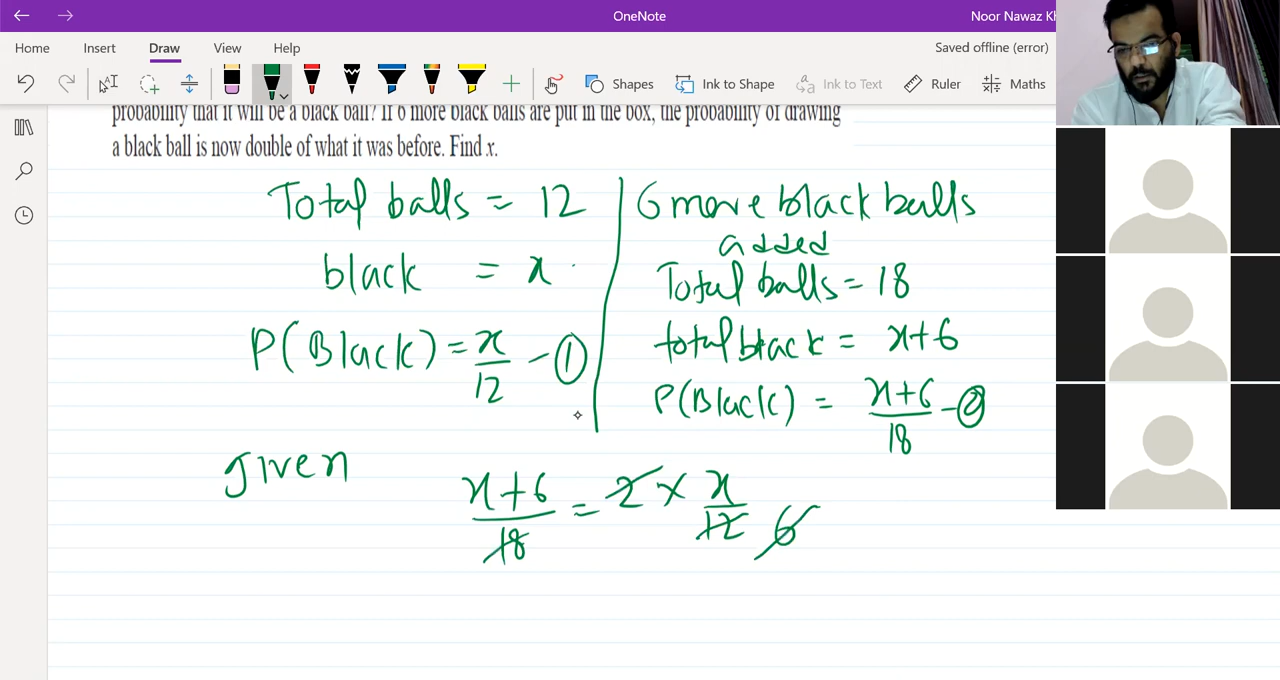 OneNote
Noor Nawaz Kh
Home Insert Draw View Help
Saved offline (error)
Shapes Ink to Shape Ink to Text Ruler Maths
probability that it will be a black ball? If 6 more black balls are put in the box, the probability of drawing
a black ball is now double of what it was before. Find x.
Total balls = 12
black = x
P(Black) = x/12 - ①
6 more black balls
added
Total balls = 18
total black = x+6
P(Black) = x+6/18 - ②
given
x+6/18 = 2 × x/12 6